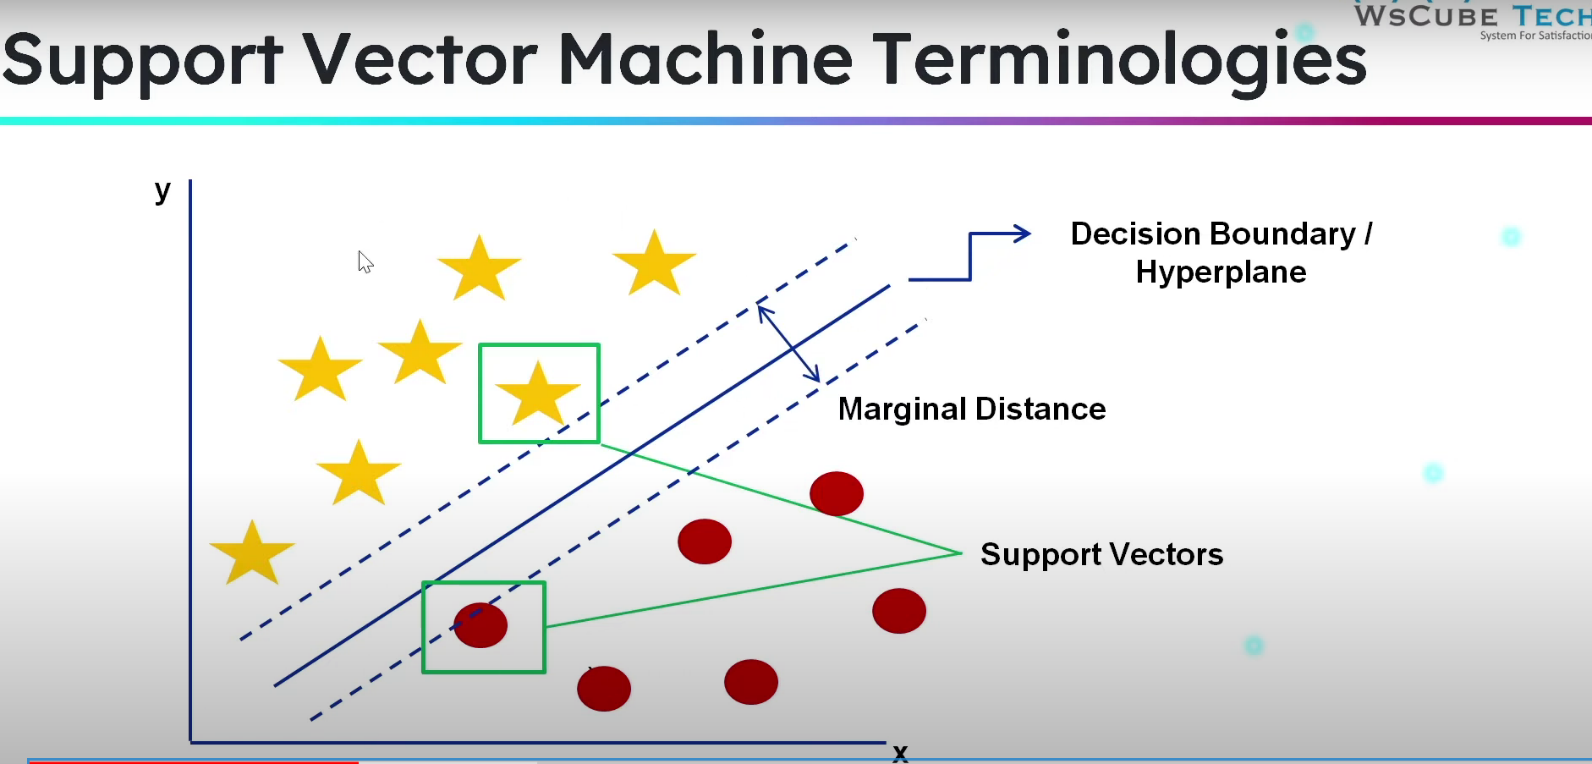 WsCube Tech
System For Satisfaction
Support Vector Machine Terminologies
y
Decision Boundary /
Hyperplane
Marginal Distance
Support Vectors
x